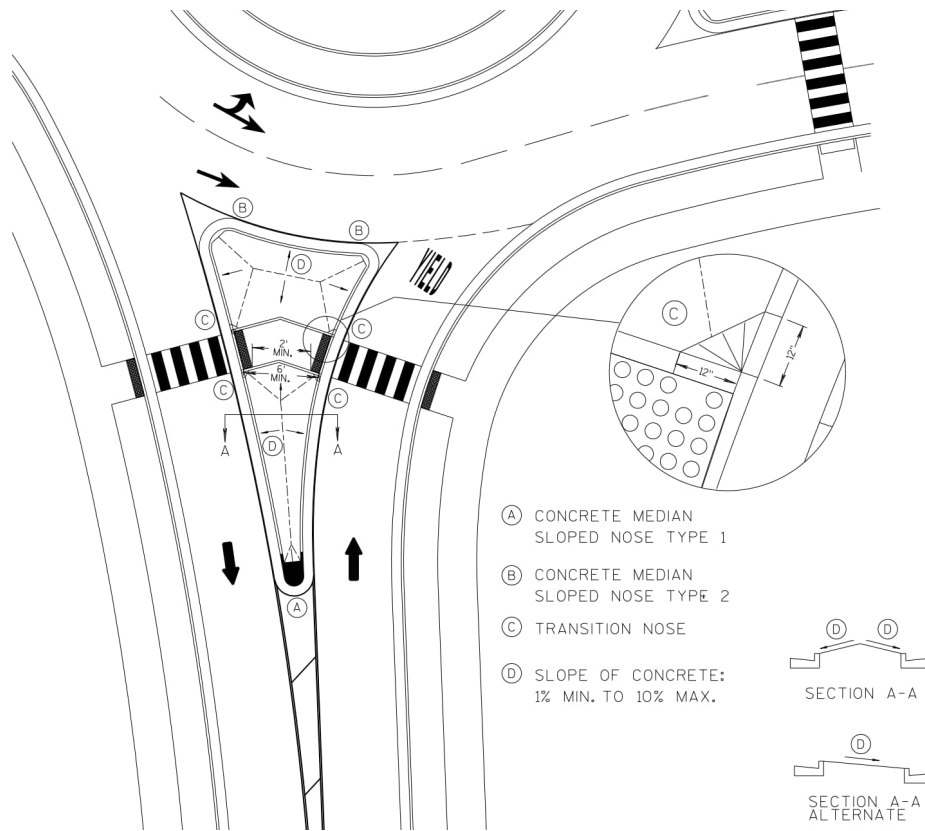 B
B
D
YIELD
C
C
C
2'
MIN.
6'
MIN.
C
C
12"
12"
D
A
A
A
A CONCRETE MEDIAN
SLOPED NOSE TYPE 1
B CONCRETE MEDIAN
SLOPED NOSE TYPE 2
C TRANSITION NOSE
D SLOPE OF CONCRETE:
1% MIN. TO 10% MAX.
D D
SECTION A-A
D
SECTION A-A
ALTERNATE